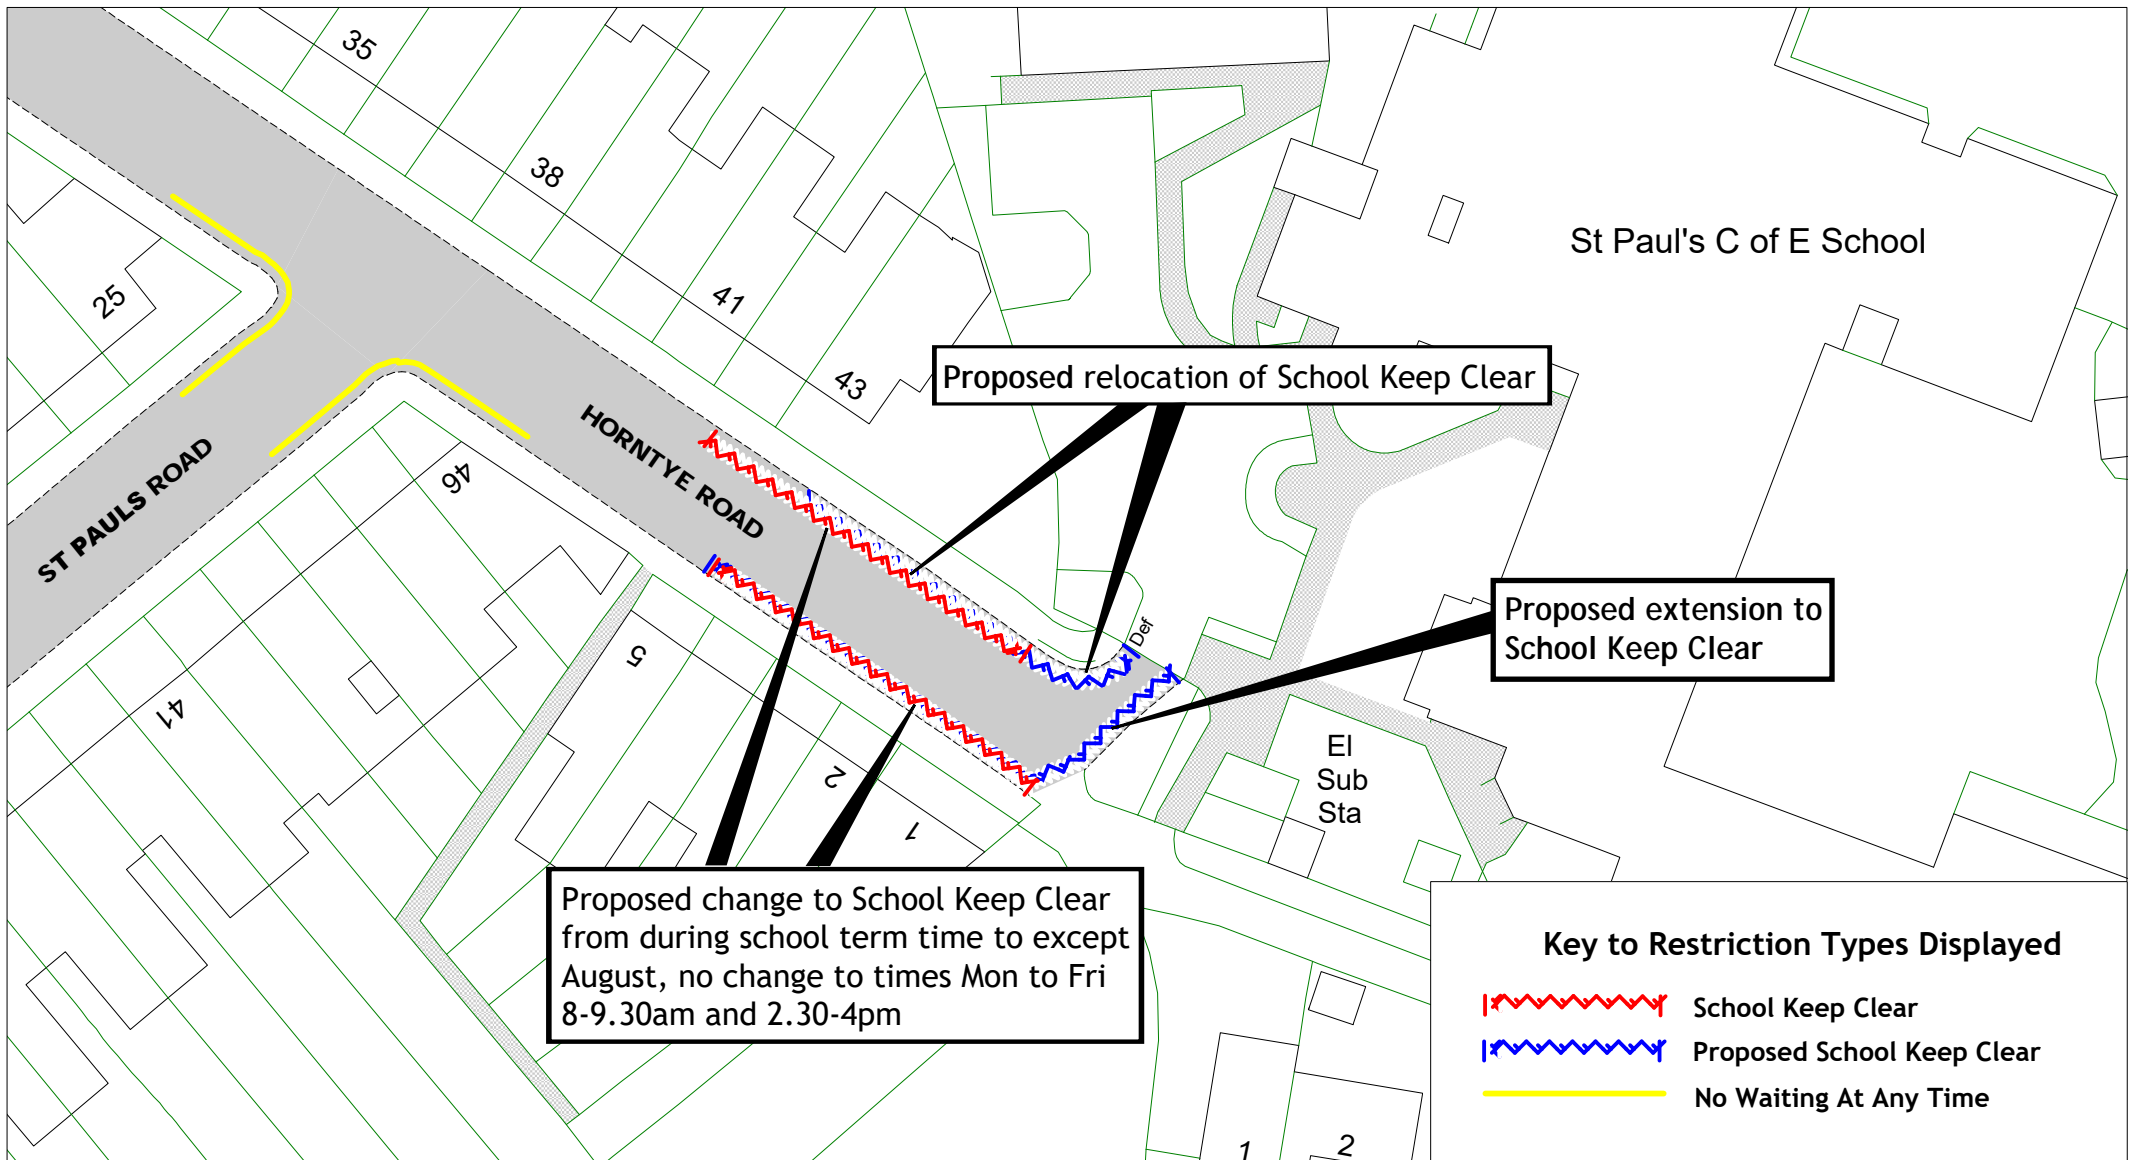 35
38
25
St Paul's C of E School
41
43
Proposed relocation of School Keep Clear
HORNTYE ROAD
ST PAULS ROAD
46
Def
Proposed extension to
School Keep Clear
5
41
2
1
El
Sub
Sta
Proposed change to School Keep Clear
from during school term time to except
August, no change to times Mon to Fri
8-9.30am and 2.30-4pm
Key to Restriction Types Displayed
School Keep Clear
Proposed School Keep Clear
No Waiting At Any Time
1
2